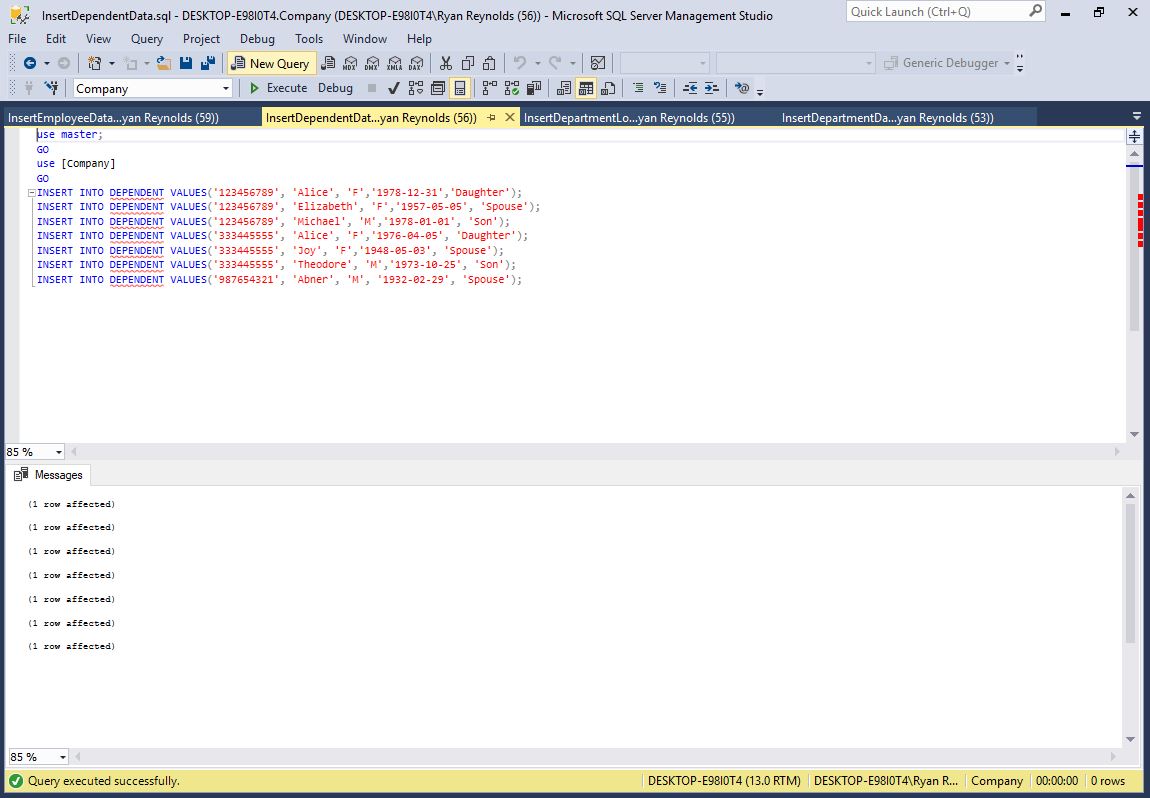 InsertDependentData.sql - DESKTOP-E98I0T4.Company (DESKTOP-E98I0T4\Ryan Reynolds (56)) - Microsoft SQL Server Management Studio
Quick Launch (Ctrl+Q)
File Edit View Query Project Debug Tools Window Help
New Query MDX DMX XMLA DAX Generic Debugger
Company Execute Debug
InsertEmployeeData...yan Reynolds (59)) InsertDependentDat...yan Reynolds (56)) InsertDepartmentLo...yan Reynolds (55)) InsertDepartmentDa...yan Reynolds (53))
use master;
GO
use [Company]
GO
INSERT INTO DEPENDENT VALUES('123456789', 'Alice', 'F','1978-12-31','Daughter');
INSERT INTO DEPENDENT VALUES('123456789', 'Elizabeth', 'F','1957-05-05', 'Spouse');
INSERT INTO DEPENDENT VALUES('123456789', 'Michael', 'M','1978-01-01', 'Son');
INSERT INTO DEPENDENT VALUES('333445555', 'Alice', 'F','1976-04-05', 'Daughter');
INSERT INTO DEPENDENT VALUES('333445555', 'Joy', 'F','1948-05-03', 'Spouse');
INSERT INTO DEPENDENT VALUES('333445555', 'Theodore', 'M','1973-10-25', 'Son');
INSERT INTO DEPENDENT VALUES('987654321', 'Abner', 'M', '1932-02-29', 'Spouse');
85 %
Messages
(1 row affected)
(1 row affected)
(1 row affected)
(1 row affected)
(1 row affected)
(1 row affected)
(1 row affected)
85 %
Query executed successfully. DESKTOP-E98I0T4 (13.0 RTM) DESKTOP-E98I0T4\Ryan R... Company 00:00:00 0 rows